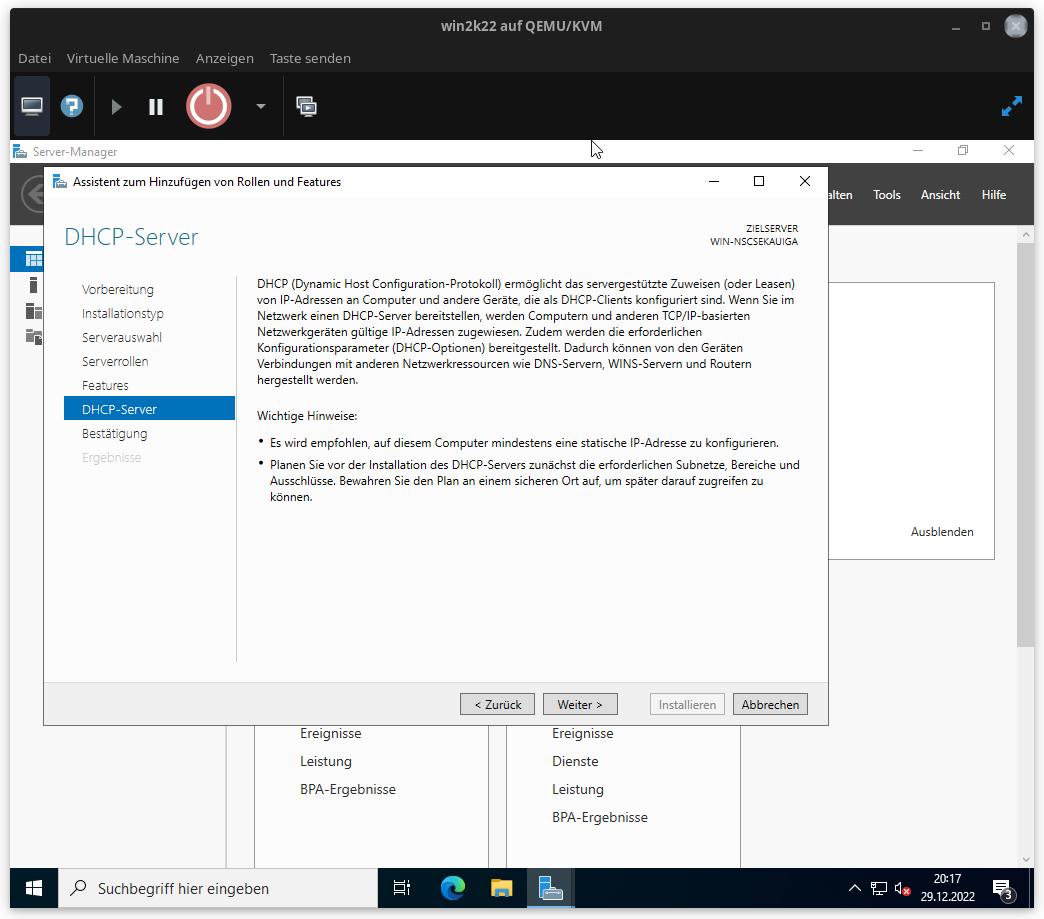 win2k22 auf QEMU/KVM
Datei Virtuelle Maschine Anzeigen Taste senden
Server-Manager
Assistent zum Hinzufügen von Rollen und Features
alten Tools Ansicht Hilfe
DHCP-Server
ZIELSERVER
WIN-NSCSEKAUIGA
Vorbereitung
Installationstyp
Serverauswahl
Serverrollen
Features
DHCP-Server
Bestätigung
Ergebnisse
DHCP (Dynamic Host Configuration-Protokoll) ermöglicht das servergestützte Zuweisen (oder Leasen)
von IP-Adressen an Computer und andere Geräte, die als DHCP-Clients konfiguriert sind. Wenn Sie im
Netzwerk einen DHCP-Server bereitstellen, werden Computern und anderen TCP/IP-basierten
Netzwerkgeräten gültige IP-Adressen zugewiesen. Zudem werden die erforderlichen
Konfigurationsparameter (DHCP-Optionen) bereitgestellt. Dadurch können von den Geräten
Verbindungen mit anderen Netzwerkressourcen wie DNS-Servern, WINS-Servern und Routern
hergestellt werden.
Wichtige Hinweise:
• Es wird empfohlen, auf diesem Computer mindestens eine statische IP-Adresse zu konfigurieren.
• Planen Sie vor der Installation des DHCP-Servers zunächst die erforderlichen Subnetze, Bereiche und
Ausschlüsse. Bewahren Sie den Plan an einem sicheren Ort auf, um später darauf zugreifen zu
können.
Ausblenden
< Zurück Weiter > Installieren Abbrechen
Ereignisse
Leistung
BPA-Ergebnisse
Ereignisse
Dienste
Leistung
BPA-Ergebnisse
Suchbegriff hier eingeben
20:17
29.12.2022
3